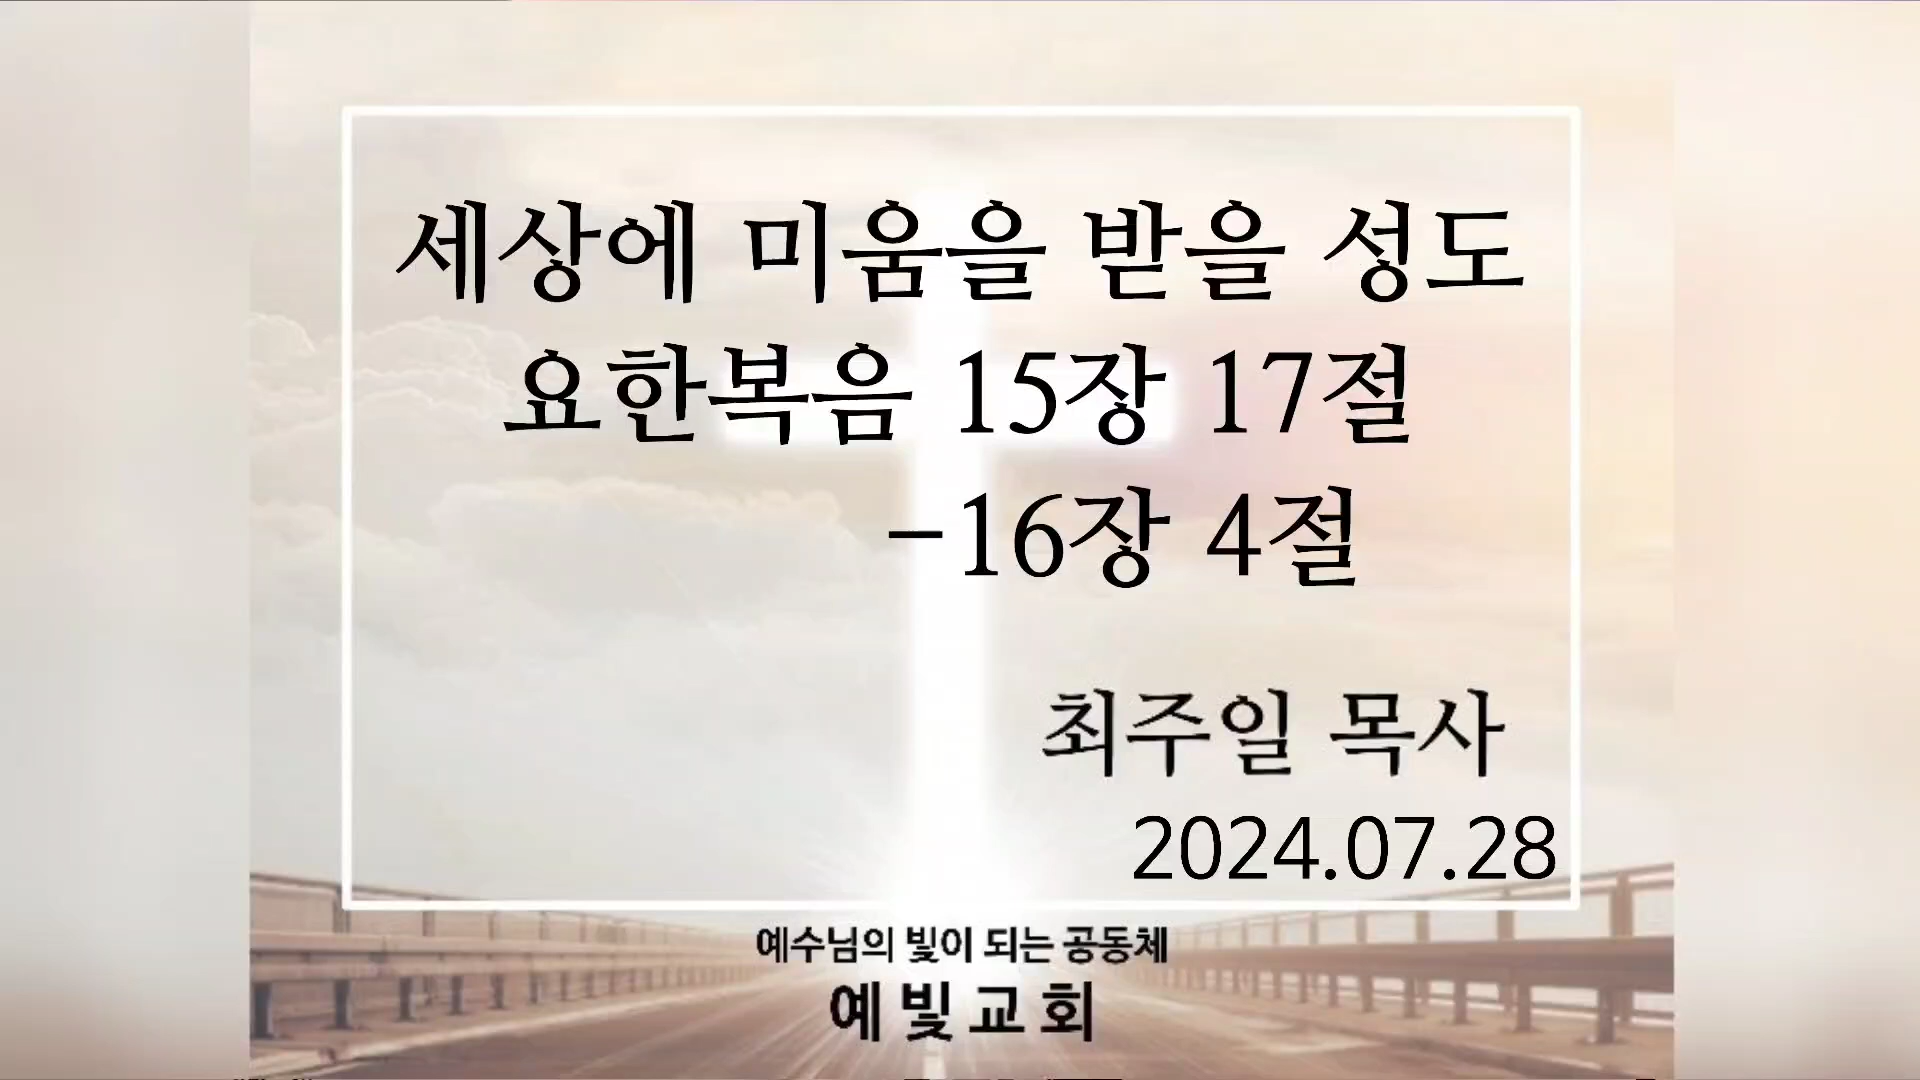 세상에 미움을 받을 성도
요한복음 15장 17절
-16장 4절
최주일 목사
2024.07.28
예수님의 빛이 되는 공동체
예빛교회